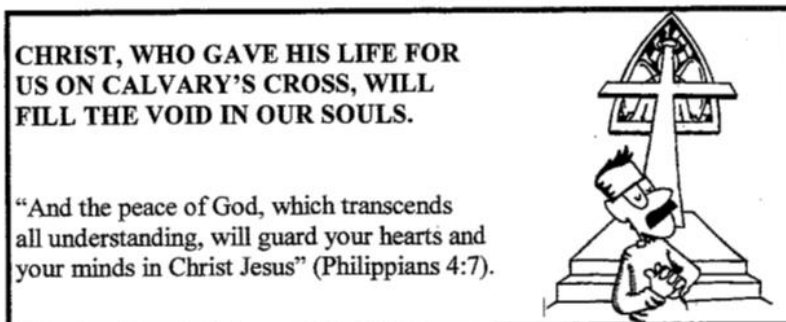 CHRIST, WHO GAVE HIS LIFE FOR
US ON CALVARY'S CROSS, WILL
FILL THE VOID IN OUR SOULS.
“And the peace of God, which transcends
all understanding, will guard your hearts and
your minds in Christ Jesus” (Philippians 4:7).